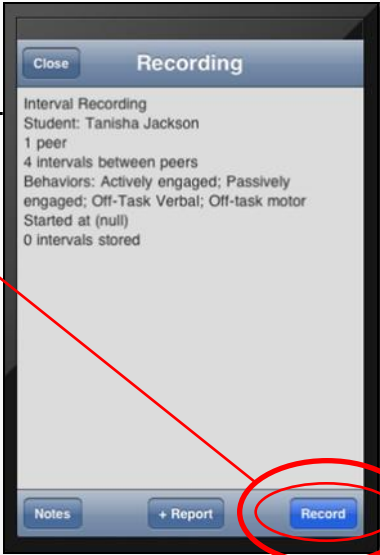 Close
Recording
Interval Recording
Student: Tanisha Jackson
1 peer
4 intervals between peers
Behaviors: Actively engaged; Passively
engaged; Off-Task Verbal; Off-task motor
Started at (null)
0 intervals stored
Notes
+ Report
Record